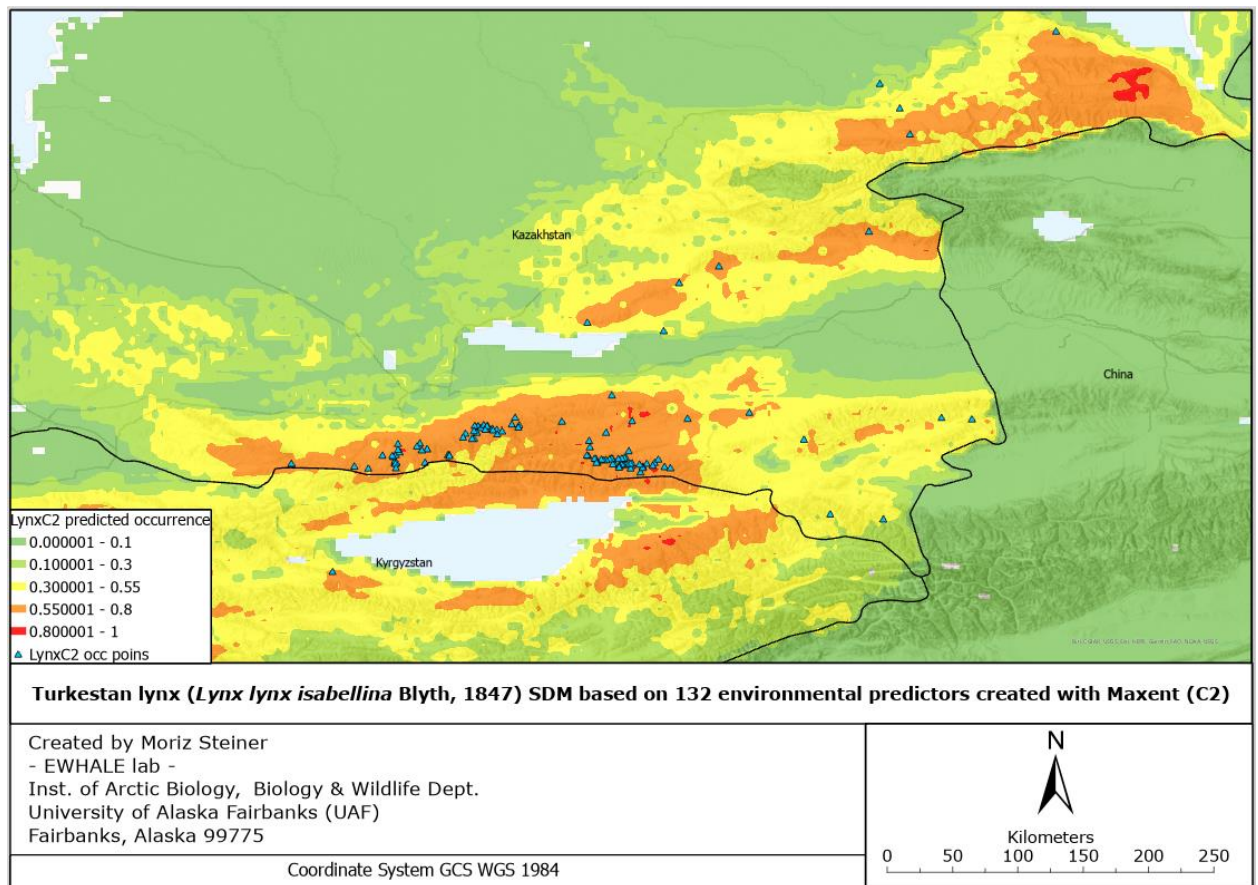 Kazakhstan
China
Kyrgyzstan
LynxC2 predicted occurrence
0.000001 - 0.1
0.100001 - 0.3
0.300001 - 0.55
0.550001 - 0.8
0.800001 - 1
LynxC2 occ poins
Turkestan lynx (Lynx lynx isabellina Blyth, 1847) SDM based on 132 environmental predictors created with Maxent (C2)
Created by Moriz Steiner
- EWHALE lab -
Inst. of Arctic Biology, Biology & Wildlife Dept.
University of Alaska Fairbanks (UAF)
Fairbanks, Alaska 99775
Coordinate System GCS WGS 1984
N
Kilometers
0 50 100 150 200 250